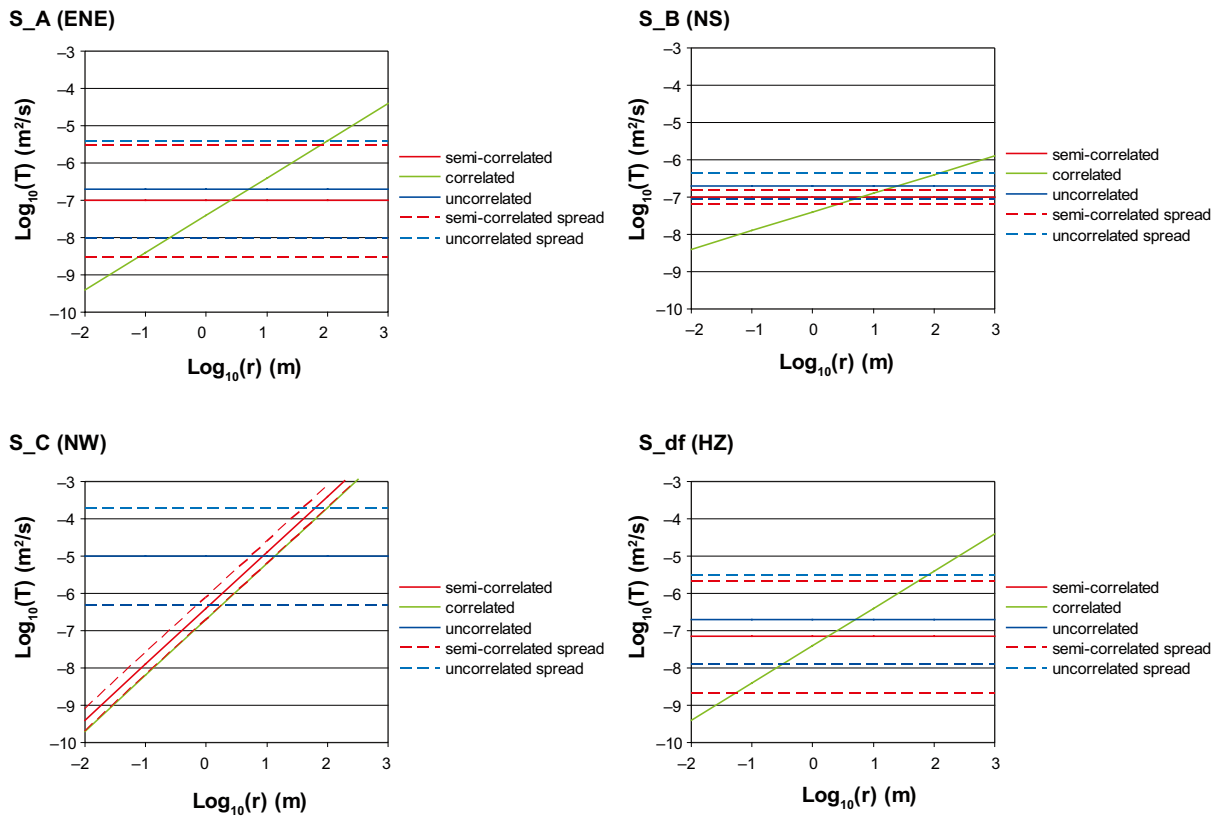 S_A (ENE)
–3
–4
–5
–6
–7
–8
–9
–10
Log10(T) (m²/s)
–2 –1 0 1 2 3
Log10(r) (m)
semi-correlated
correlated
uncorrelated
semi-correlated spread
uncorrelated spread
S_B (NS)
–3
–4
–5
–6
–7
–8
–9
–10
Log10(T) (m²/s)
–2 –1 0 1 2 3
Log10(r) (m)
semi-correlated
correlated
uncorrelated
semi-correlated spread
uncorrelated spread
S_C (NW)
–3
–4
–5
–6
–7
–8
–9
–10
Log10(T) (m²/s)
–2 –1 0 1 2 3
Log10(r) (m)
semi-correlated
correlated
uncorrelated
semi-correlated spread
uncorrelated spread
S_df (HZ)
–3
–4
–5
–6
–7
–8
–9
–10
Log10(T) (m²/s)
–2 –1 0 1 2 3
Log10(r) (m)
semi-correlated
correlated
uncorrelated
semi-correlated spread
uncorrelated spread